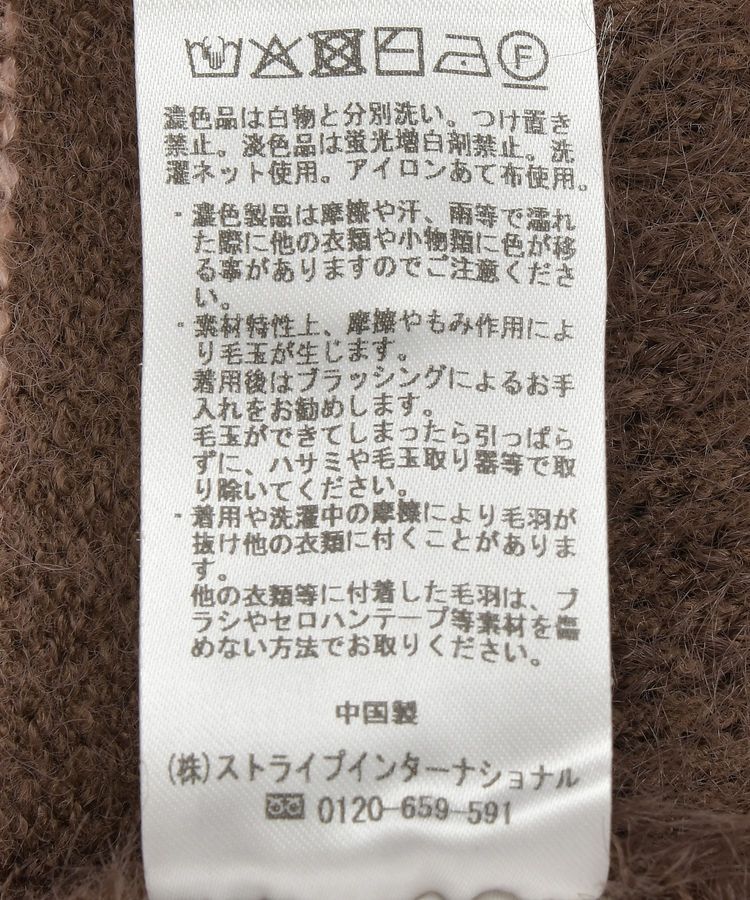 F
濃色品は白物と分別洗い。つけ置き
禁止。淡色品は蛍光増白剤禁止。洗
濯ネット使用。アイロンあて布使用。
・濃色製品は摩擦や汗、雨等で濡れ
た際に他の衣類や小物類に色が移
る事がありますのでご注意くださ
い。
・素材特性上、摩擦やもみ作用によ
り毛玉が生じます。
着用後はブラッシングによるお手
入れをお勧めします。
毛玉ができてしまったら引っぱら
ずに、ハサミや毛玉取り器等で取
り除いてください。
・着用や洗濯中の摩擦により毛羽が
抜け他の衣類に付くことがありま
す。
他の衣類等に付着した毛羽は、ブ
ラシやセロハンテープ等素材を傷
めない方法でお取りください。
中国製
(株)ストライプインターナショナル
0120-659-591